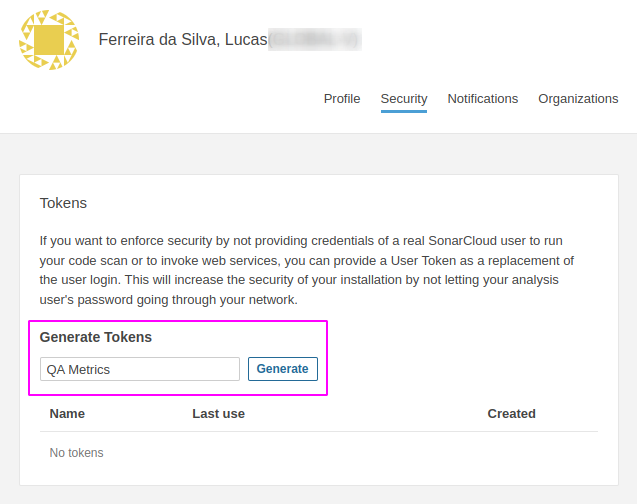 Ferreira da Silva, Lucas
Profile Security Notifications Organizations
Tokens
If you want to enforce security by not providing credentials of a real SonarCloud user to run
your code scan or to invoke web services, you can provide a User Token as a replacement of
the user login. This will increase the security of your installation by not letting your analysis
user's password going through your network.
Generate Tokens
QA Metrics Generate
Name Last use Created
No tokens